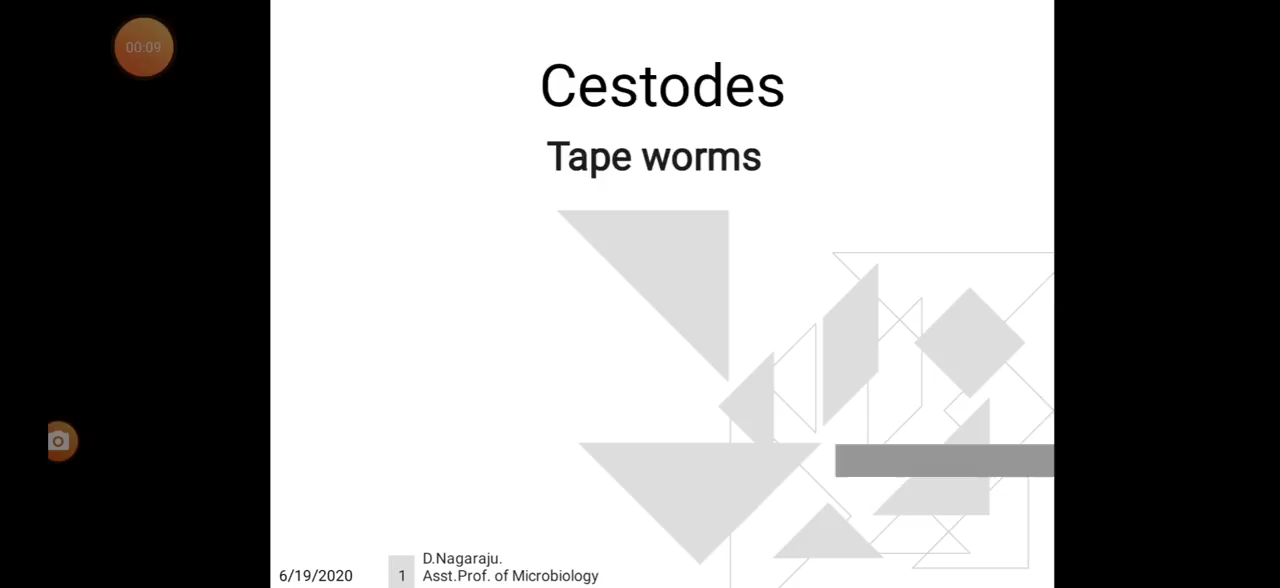 00:09
Cestodes
Tape worms
D.Nagaraju.
6/19/2020 1 Asst.Prof. of Microbiology